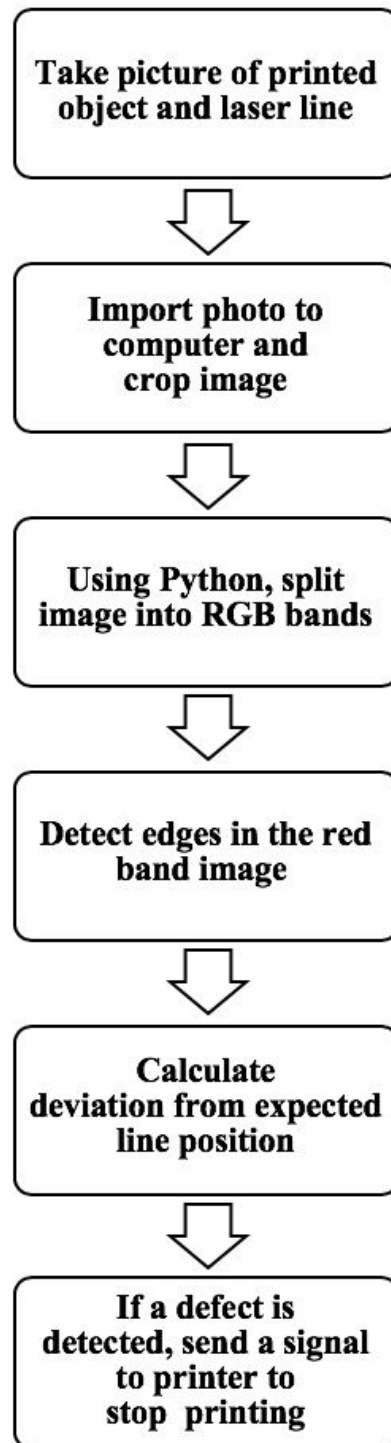 Take picture of printed
object and laser line
Import photo to
computer and
crop image
Using Python, split
image into RGB bands
Detect edges in the red
band image
Calculate
deviation from expected
line position
If a defect is
detected, send a signal
to printer to
stop printing